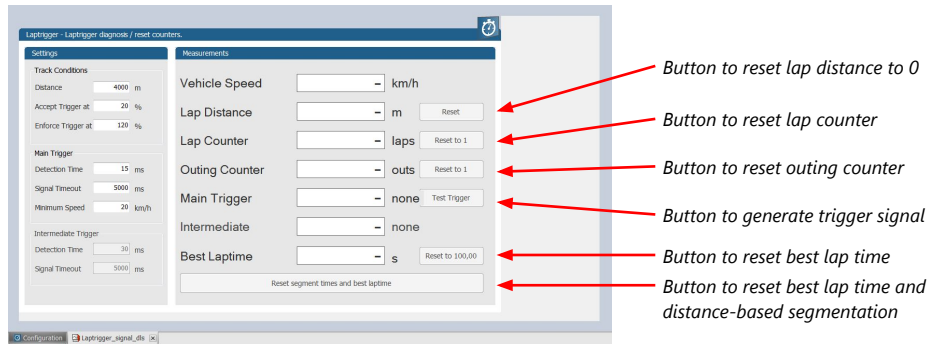 Laptrigger - Laptrigger diagnosis / reset counters.
Settings
Track Conditions
Distance 4000 m
Accept Trigger at 20 %
Enforce Trigger at 120 %
Main Trigger
Detection Time 15 ms
Signal Timeout 5000 ms
Minimum Speed 20 km/h
Intermediate Trigger
Detection Time 30 ms
Signal Timeout 5000 ms
Measurements
Vehicle Speed – km/h
Lap Distance – m Reset
Lap Counter – laps Reset to 1
Outing Counter – outs Reset to 1
Main Trigger – none Test Trigger
Intermediate – none
Best Laptime – s Reset to 100,00
Reset segment times and best laptime
Button to reset lap distance to 0
Button to reset lap counter
Button to reset outing counter
Button to generate trigger signal
Button to reset best lap time
Button to reset best lap time and
distance-based segmentation
Configuration Laptrigger_signal_dls